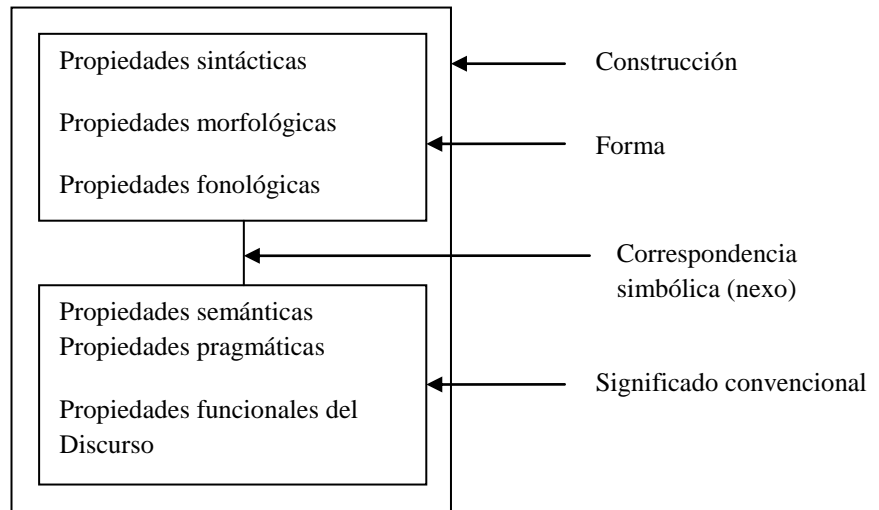 Propiedades sintácticas
Construcción
Propiedades morfológicas
Forma
Propiedades fonológicas
Correspondencia
simbólica (nexo)
Propiedades semánticas
Propiedades pragmáticas
Significado convencional
Propiedades funcionales del
Discurso